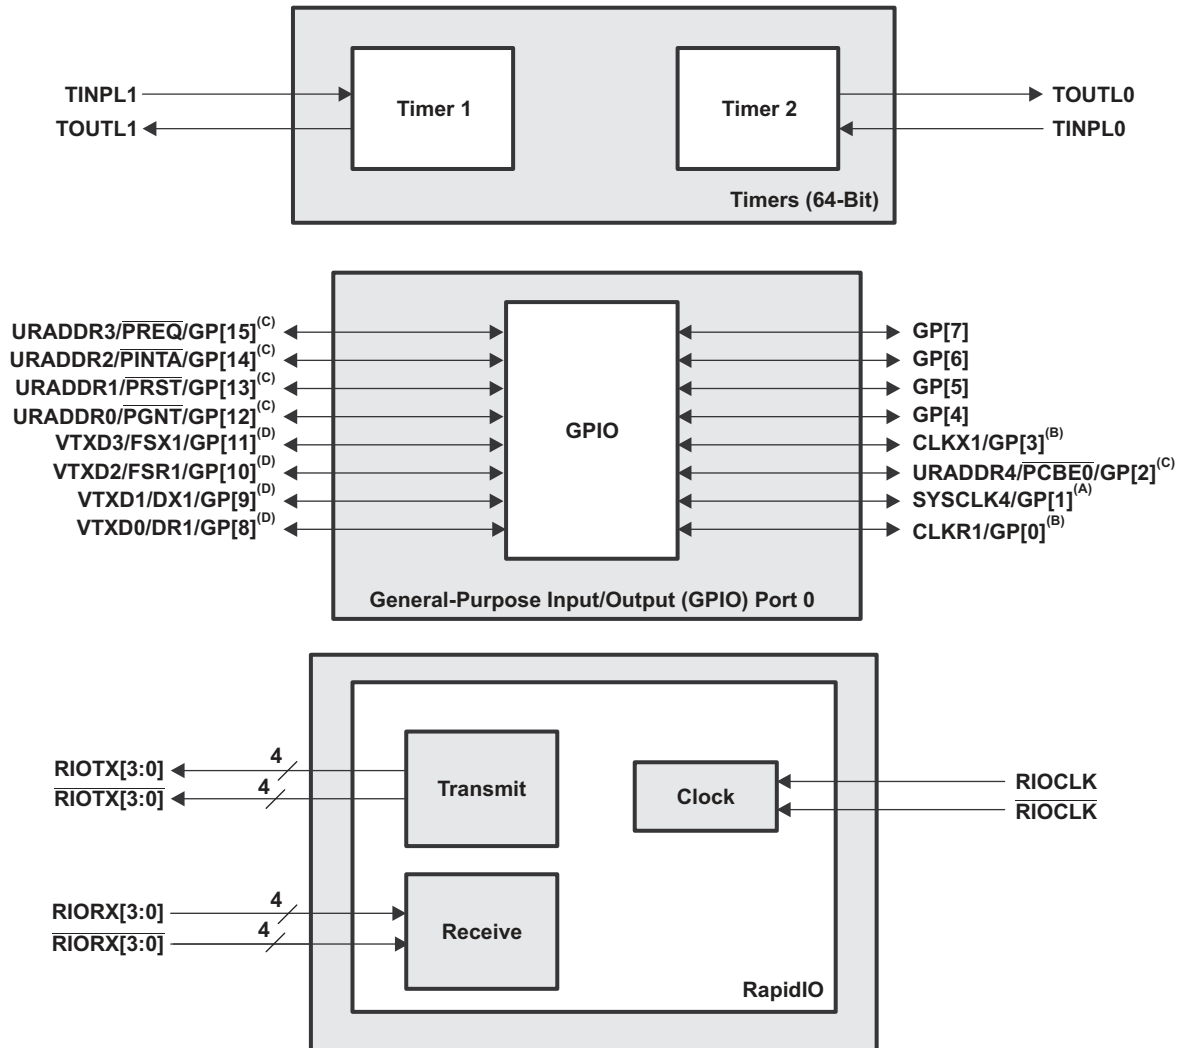 TINPL1
TOUTL1
Timer 1
Timer 2
TOUTL0
TINPL0
Timers (64-Bit)
URADDR3/PREQ/GP[15](C)
URADDR2/PINTA/GP[14](C)
URADDR1/PRST/GP[13](C)
URADDR0/PGNT/GP[12](C)
VTXD3/FSX1/GP[11](D)
VTXD2/FSR1/GP[10](D)
VTXD1/DX1/GP[9](D)
VTXD0/DR1/GP[8](D)
GPIO
GP[7]
GP[6]
GP[5]
GP[4]
CLKX1/GP[3](B)
URADDR4/PCBE0/GP[2](C)
SYSCLK4/GP[1](A)
CLKR1/GP[0](B)
General-Purpose Input/Output (GPIO) Port 0
RIOTX[3:0]
4
RIOTX[3:0]
4
Transmit
Clock
RIOCLK
RIOCLK
RIORX[3:0]
4
RIORX[3:0]
4
Receive
RapidIO